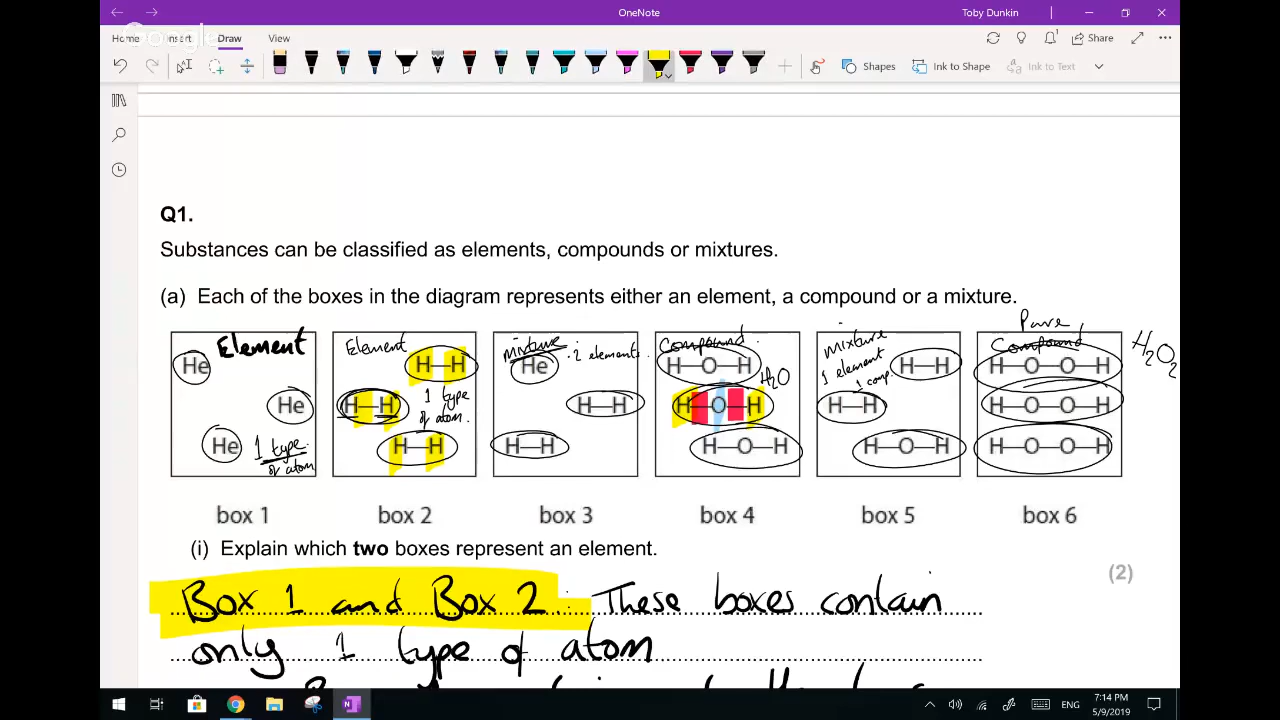 OneNote
Toby Dunkin
Google
Home Insert Draw View
Share
Shapes Ink to Shape Ink to Text
Q1.
Substances can be classified as elements, compounds or mixtures.
(a) Each of the boxes in the diagram represents either an element, a compound or a mixture.
Element
He
He
He
1 type
of atom
Element
H—H
H—H
1 type
of atom.
H—H
mixture
2 elements.
He
H—H
H—H
Compound
H—O—H
H2O
H—O—H
H—O—H
mixture
1 element
1 comp
H—H
H—H
H—O—H
Pure
Compound
H2O2
H—O—O—H
H—O—O—H
H—O—O—H
box 1 box 2 box 3 box 4 box 5 box 6
(i) Explain which two boxes represent an element.
(2)
Box 1 and Box 2. These boxes contain
only 1 type of atom
ENG
7:14 PM
5/9/2019